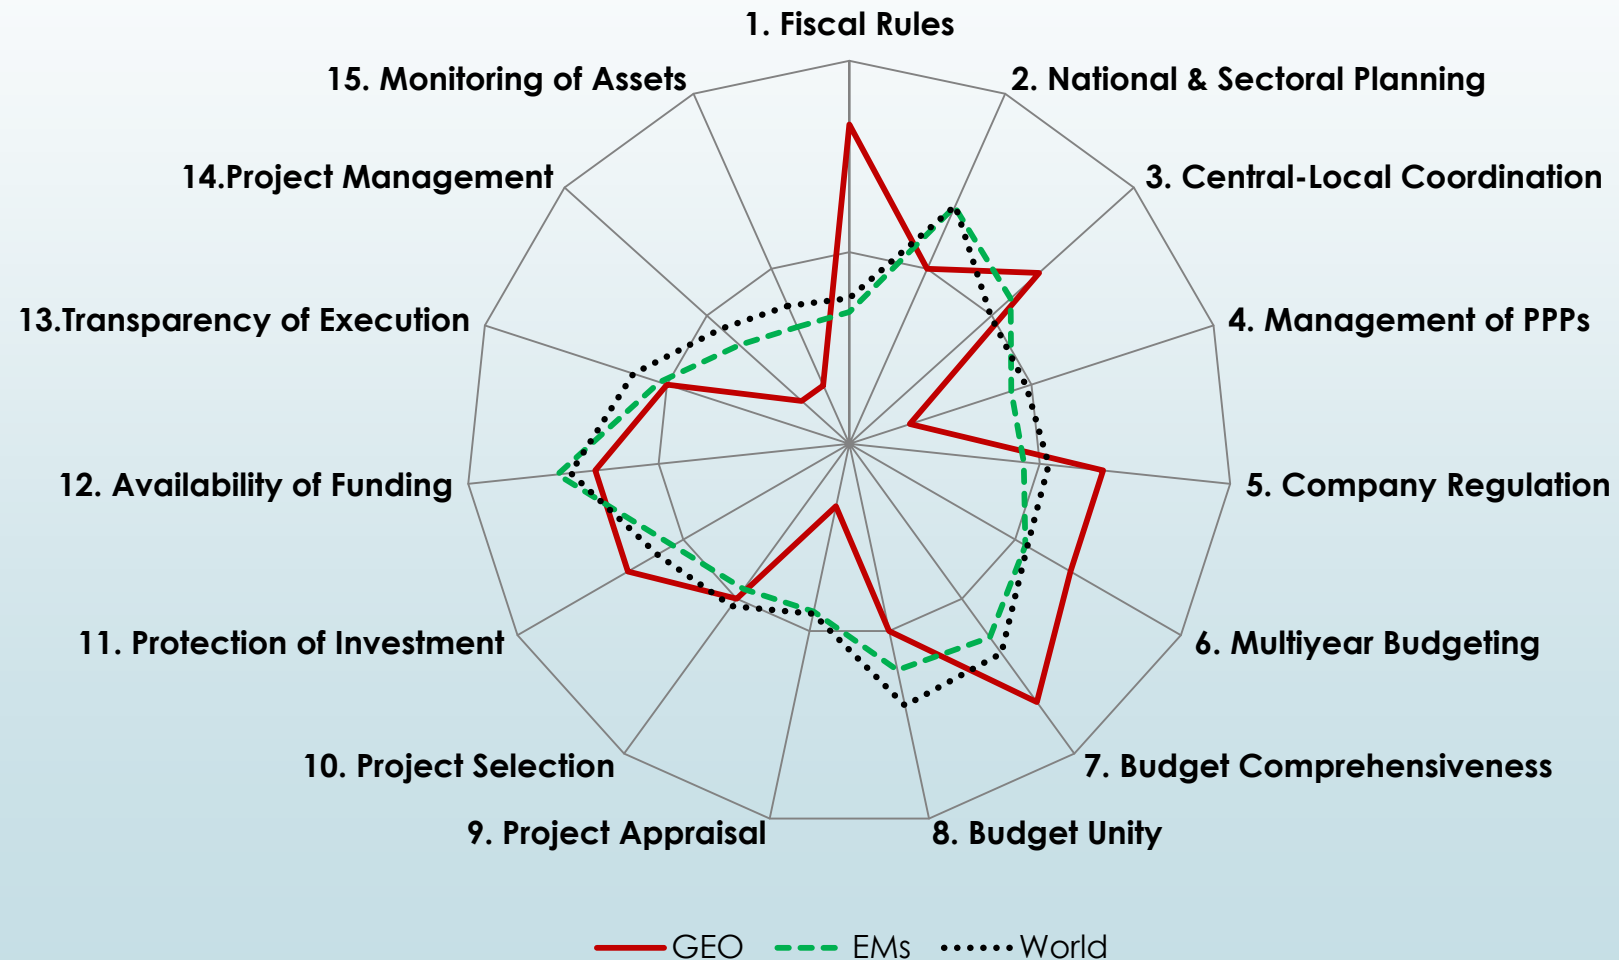 1. Fiscal Rules
2. National & Sectoral Planning
3. Central-Local Coordination
4. Management of PPPs
5. Company Regulation
6. Multiyear Budgeting
7. Budget Comprehensiveness
8. Budget Unity
9. Project Appraisal
10. Project Selection
11. Protection of Investment
12. Availability of Funding
13.Transparency of Execution
14.Project Management
15. Monitoring of Assets
GEO EMs World